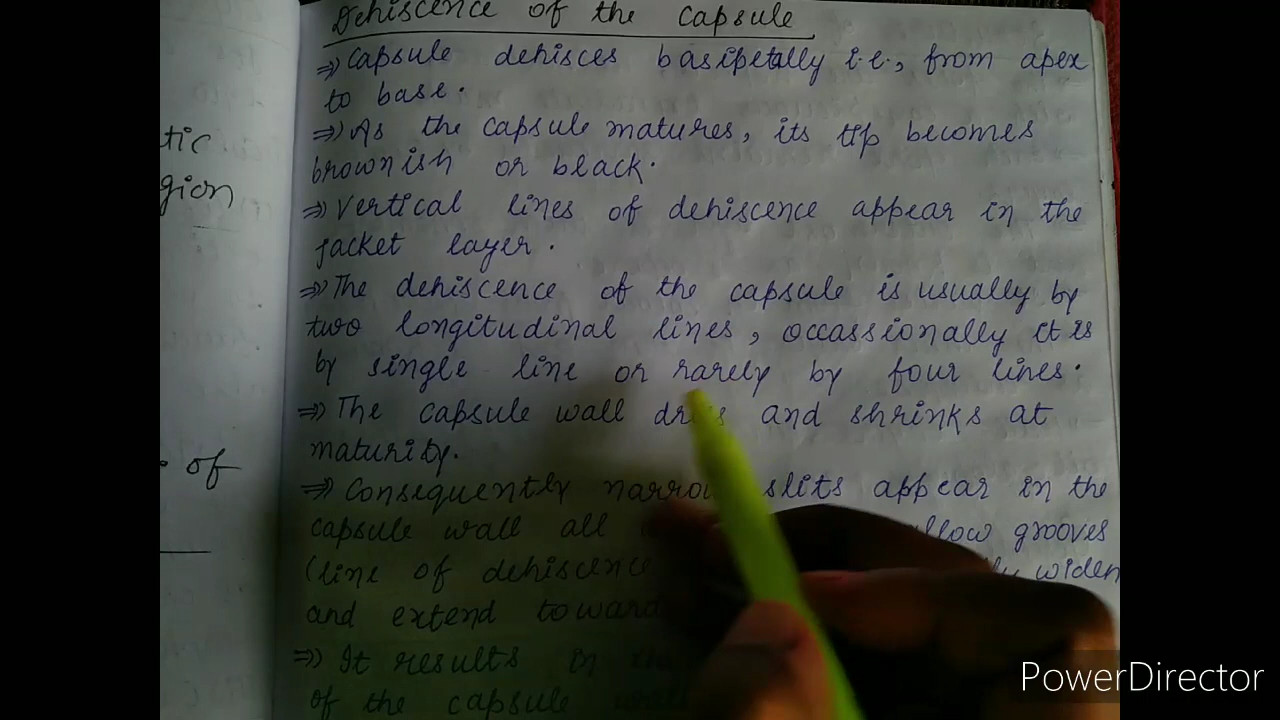 Dehiscence of the capsule
=> Capsule dehisces basipetally i.e., from apex
to base.
=> As the capsule matures, its tip becomes
brownish or black.
=> Vertical lines of dehiscence appear in the
jacket layer.
=> The dehiscence of the capsule is usually by
two longitudinal lines, occassionally it is
by single line or rarely by four lines.
=> The capsule wall and shrinks at
maturity.
=> Consequently slits appear in the
capsule wall all grooves
(line of dehiscence widen
and extend
=> It results in
of the capsule
tic
gion
of
PowerDirector